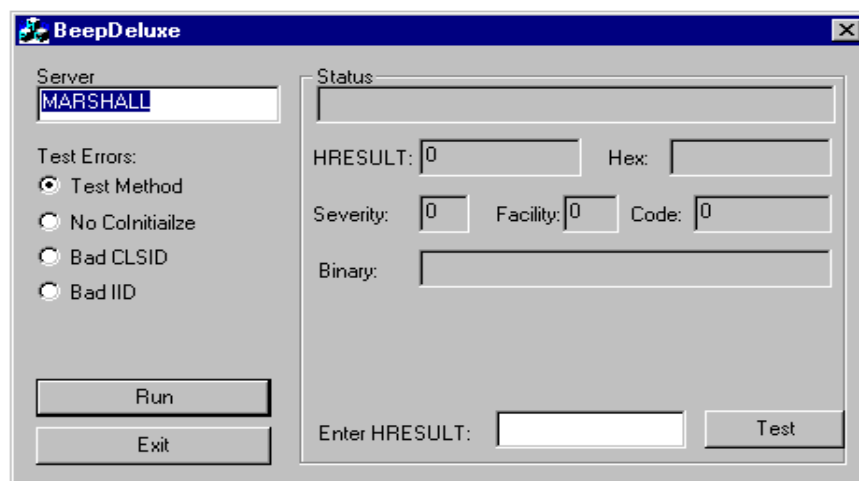 BeepDeluxe
Server
MARSHALL
Test Errors:
Test Method
No CoInitiailze
Bad CLSID
Bad IID
Run
Exit
Status
HRESULT: 0 Hex:
Severity: 0 Facility: 0 Code: 0
Binary:
Enter HRESULT: Test